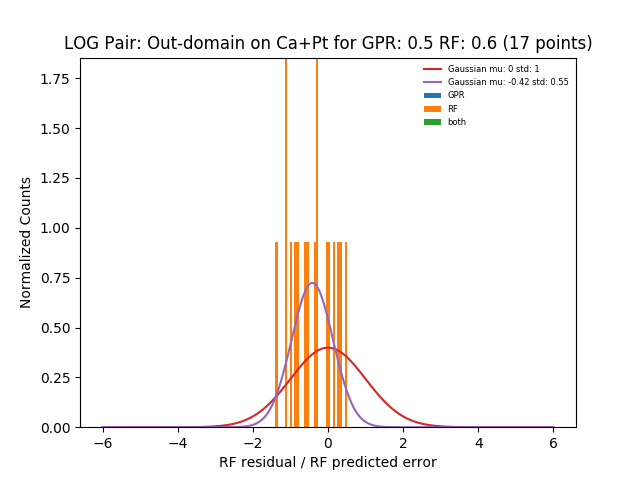 LOG Pair: Out-domain on Ca+Pt for GPR: 0.5 RF: 0.6 (17 points)
Gaussian mu: 0 std: 1
Gaussian mu: -0.42 std: 0.55
GPR
RF
both
Normalized Counts
1.75
1.50
1.25
1.00
0.75
0.50
0.25
0.00
−6
−4
−2
0
2
4
6
RF residual / RF predicted error